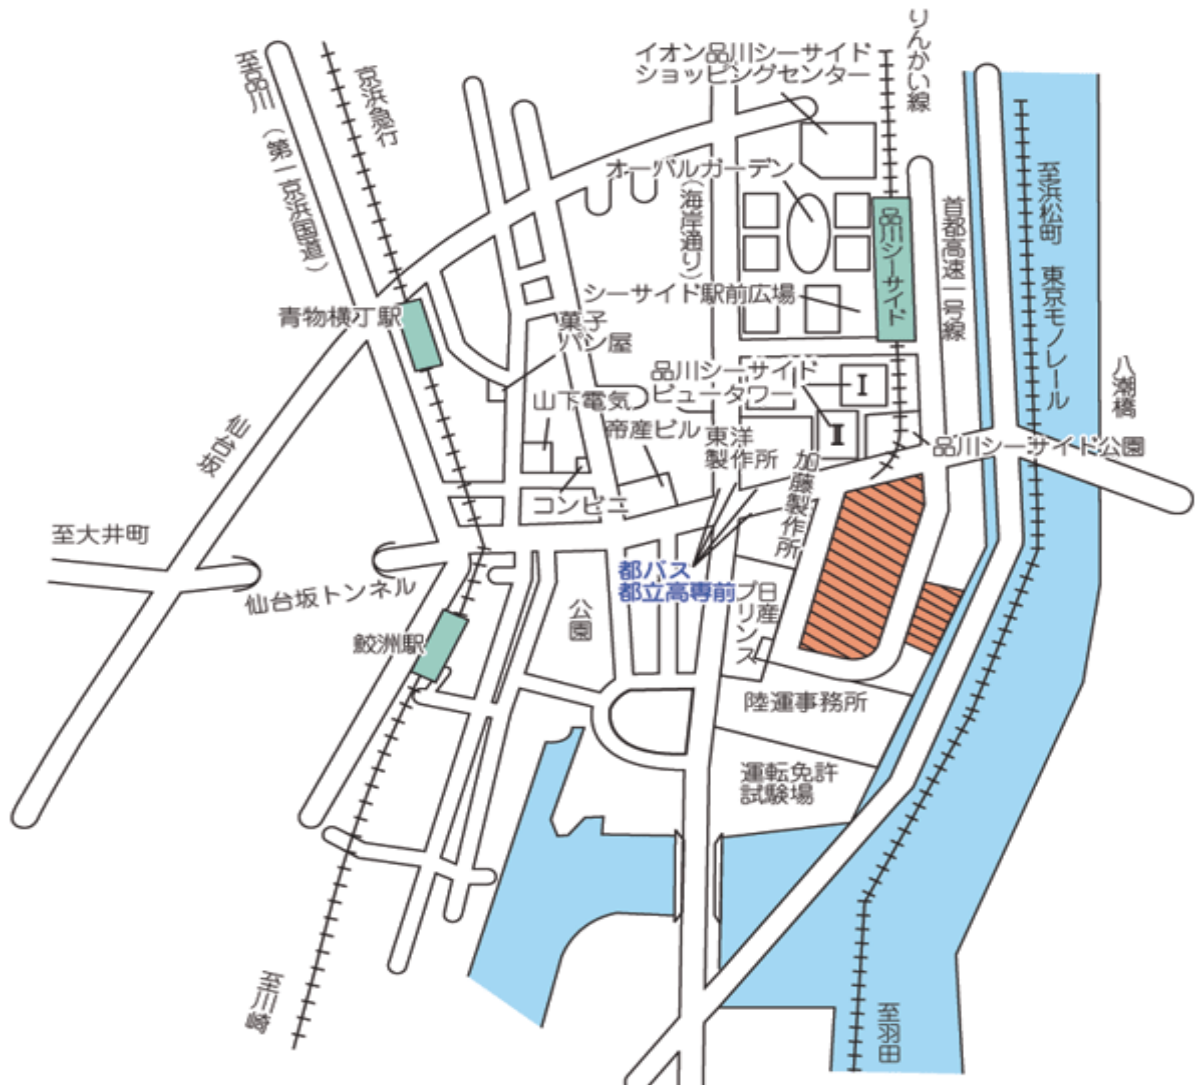 りんかい線
イオン品川シーサイド
ショッピングセンター
至品川
(第一京浜国道)
京浜急行
オーバルガーデン
(海岸通り)
品川シーサイド
首都高速一号線
至浜松町 東京モノレール
シーサイド駅前広場
青物横丁駅
菓子
パン屋
品川シーサイド
ビュータワー
I
II
八潮橋
山下電気
帝産ビル
東洋
製作所
仙台坂
品川シーサイド公園
加藤製作所
コンビニ
至大井町
都バス
都立高専前
日産
プリンス
仙台坂トンネル
公園
鮫洲駅
陸運事務所
運転免許
試験場
至川崎
至羽田